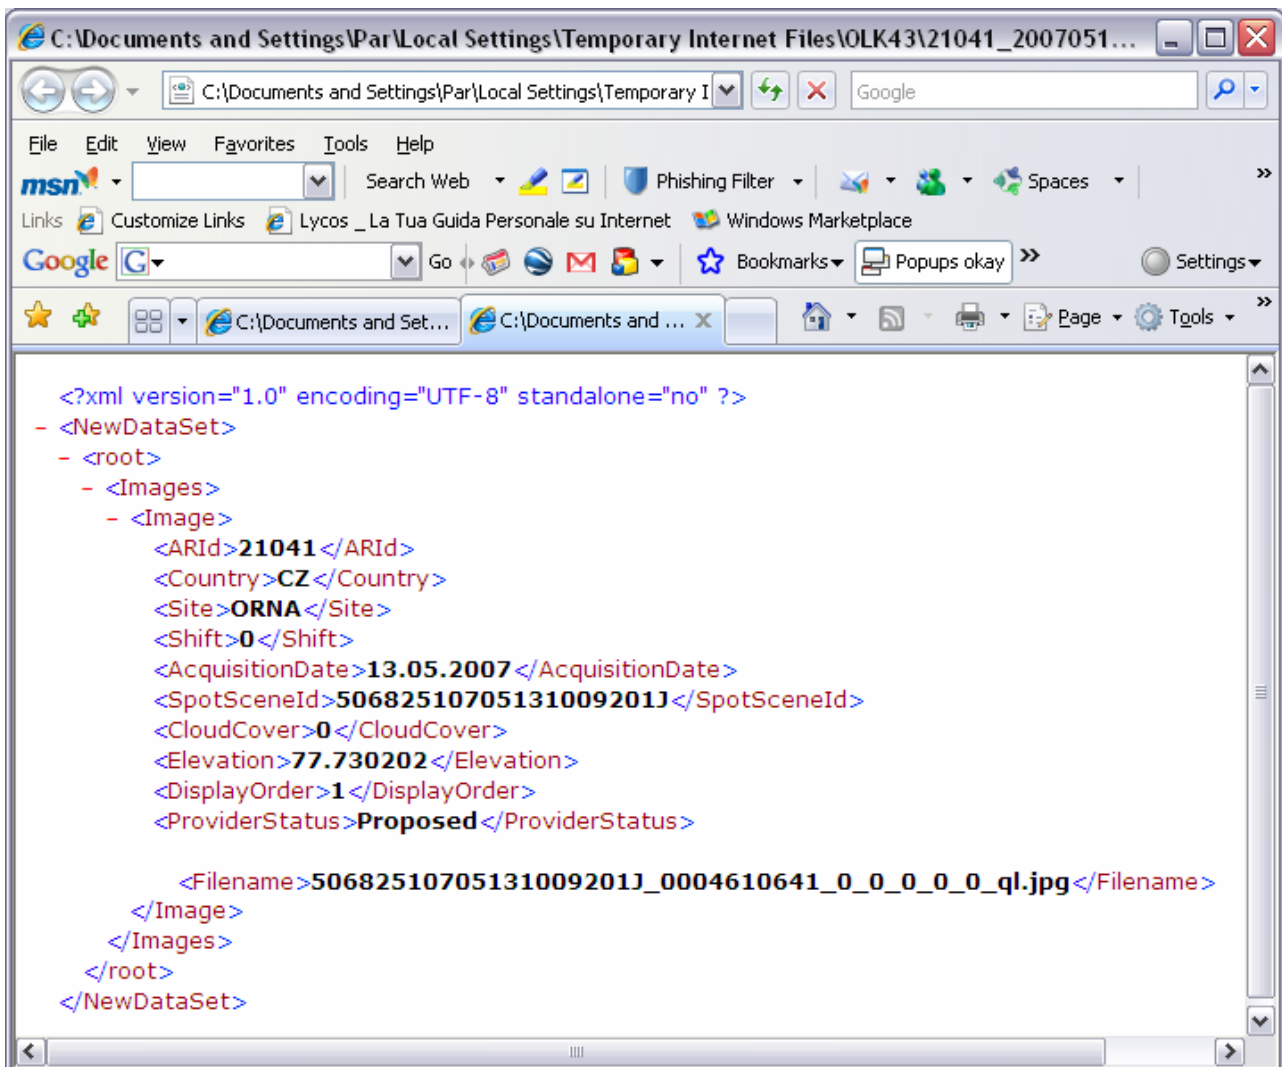 C:\Documents and Settings\Par\Local Settings\Temporary Internet Files\OLK43\21041_2007051...
C:\Documents and Settings\Par\Local Settings\Temporary I
Google
File Edit View Favorites Tools Help
msn Search Web Phishing Filter Spaces »
Links Customize Links Lycos _ La Tua Guida Personale su Internet Windows Marketplace
Google G Go Bookmarks Popups okay » Settings
C:\Documents and Set... C:\Documents and ... X Page Tools »
<?xml version="1.0" encoding="UTF-8" standalone="no" ?>
- <NewDataSet>
- <root>
- <Images>
- <Image>
<ARId>21041</ARId>
<Country>CZ</Country>
<Site>ORNA</Site>
<Shift>0</Shift>
<AcquisitionDate>13.05.2007</AcquisitionDate>
<SpotSceneId>50682510705131009201J</SpotSceneId>
<CloudCover>0</CloudCover>
<Elevation>77.730202</Elevation>
<DisplayOrder>1</DisplayOrder>
<ProviderStatus>Proposed</ProviderStatus>
<Filename>50682510705131009201J_0004610641_0_0_0_0_0_ql.jpg</Filename>
</Image>
</Images>
</root>
</NewDataSet>